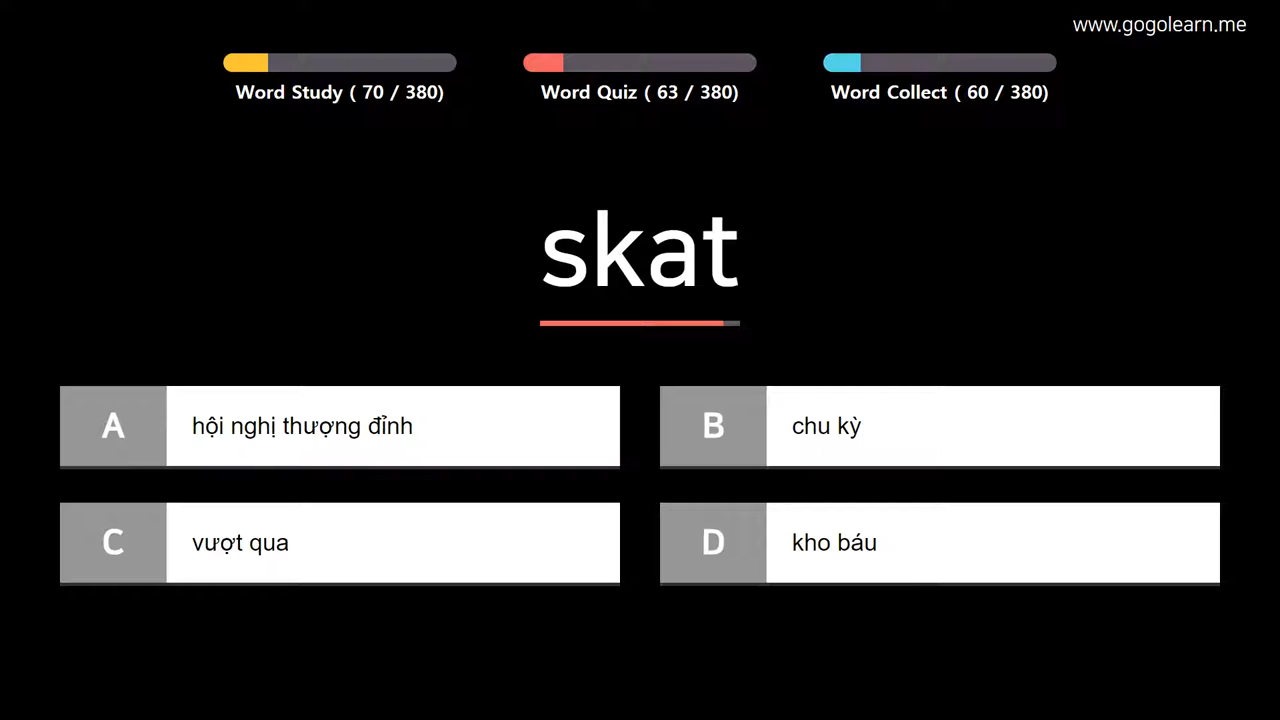 www.gogolearn.me
Word Study ( 70 / 380)
Word Quiz ( 63 / 380)
Word Collect ( 60 / 380)
skat
A hội nghị thượng đỉnh
B chu kỳ
C vượt qua
D kho báu